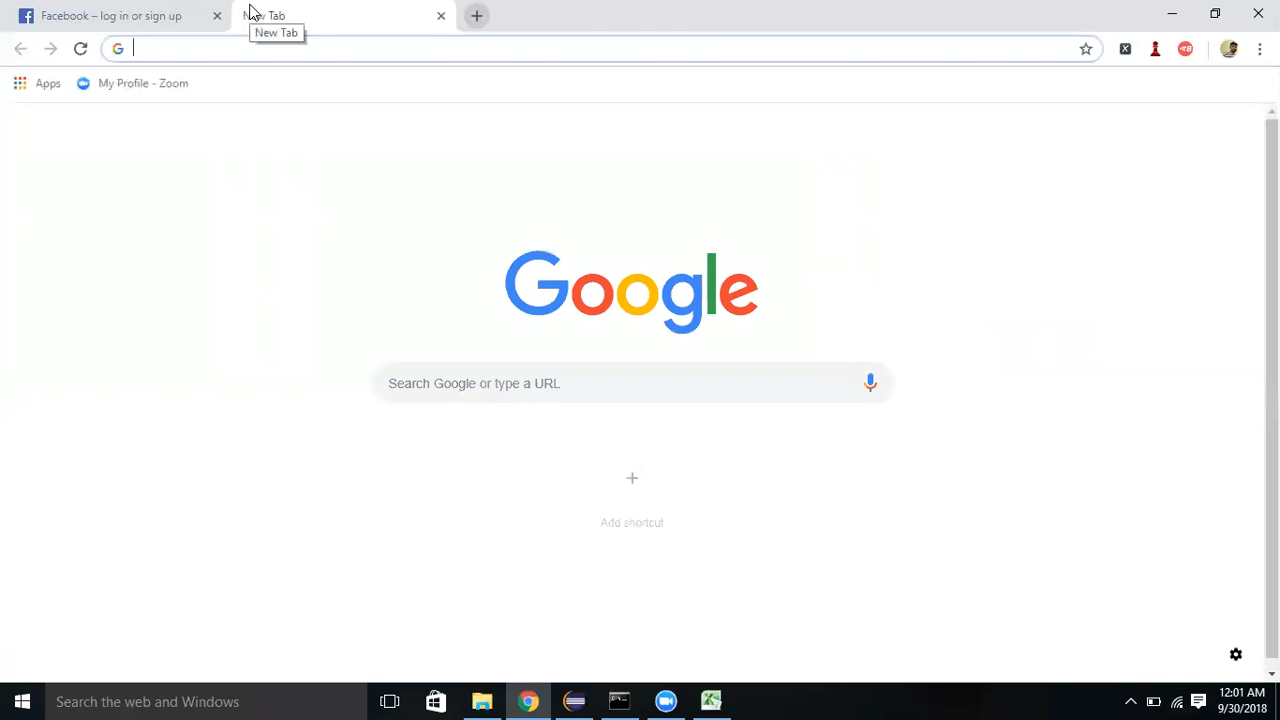 Facebook – log in or sign up
New Tab
New Tab
Apps
My Profile - Zoom
Google
Search Google or type a URL
Add shortcut
Search the web and Windows
12:01 AM
9/30/2018